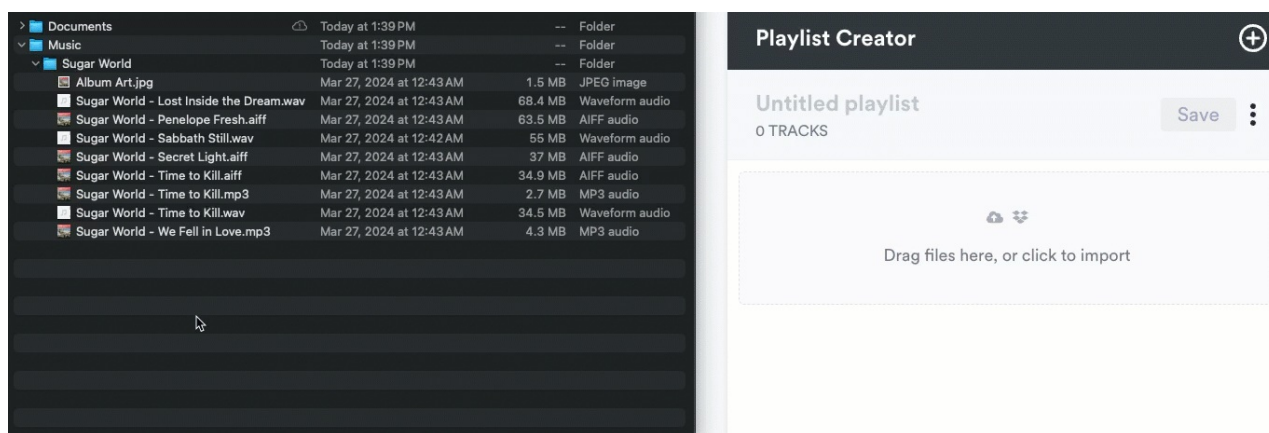 Documents Today at 1:39 PM -- Folder
Music Today at 1:39 PM -- Folder
Sugar World Today at 1:39 PM -- Folder
Album Art.jpg Mar 27, 2024 at 12:43 AM 1.5 MB JPEG image
Sugar World - Lost Inside the Dream.wav Mar 27, 2024 at 12:43 AM 68.4 MB Waveform audio
Sugar World - Penelope Fresh.aiff Mar 27, 2024 at 12:43 AM 63.5 MB AIFF audio
Sugar World - Sabbath Still.wav Mar 27, 2024 at 12:42 AM 55 MB Waveform audio
Sugar World - Secret Light.aiff Mar 27, 2024 at 12:43 AM 37 MB AIFF audio
Sugar World - Time to Kill.aiff Mar 27, 2024 at 12:43 AM 34.9 MB AIFF audio
Sugar World - Time to Kill.mp3 Mar 27, 2024 at 12:43 AM 2.7 MB MP3 audio
Sugar World - Time to Kill.wav Mar 27, 2024 at 12:43 AM 34.5 MB Waveform audio
Sugar World - We Fell in Love.mp3 Mar 27, 2024 at 12:43 AM 4.3 MB MP3 audio
Playlist Creator
Untitled playlist
0 TRACKS
Save
Drag files here, or click to import